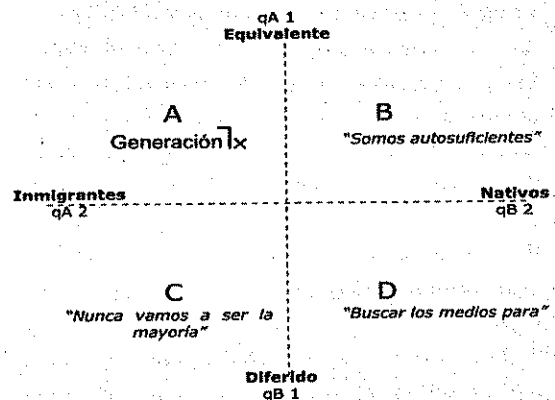 qA 1
Equivalente
A
Generación ⌉x
B
"Somos autosuficientes"
Inmigrantes
qA 2
Nativos
qB 2
C
"Nunca vamos a ser la
mayoría"
D
"Buscar los medios para"
Diferido
qB 1